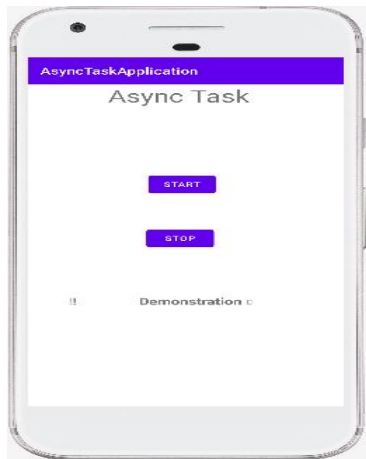 AsyncTaskApplication
Async Task
START
STOP
!! Demonstration